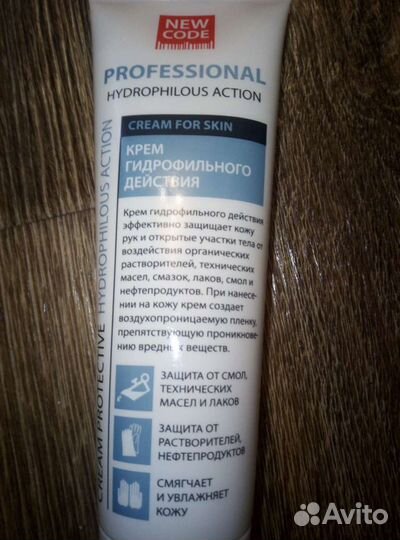 NEW
CODE
PROFESSIONAL
HYDROPHILOUS ACTION
CREAM FOR SKIN
КРЕМ
ГИДРОФИЛЬНОГО
ДЕЙСТВИЯ
Крем гидрофильного действия
эффективно защищает кожу
рук и открытые участки тела от
воздействия органических
растворителей, технических
масел, смазок, лаков, смол и
нефтепродуктов. При нанесе-
нии на кожу крем создает
воздухопроницаемую пленку,
препятствующую проникнове-
нию вредных веществ.
ЗАЩИТА ОТ СМОЛ,
ТЕХНИЧЕСКИХ
МАСЕЛ И ЛАКОВ
ЗАЩИТА ОТ
РАСТВОРИТЕЛЕЙ,
НЕФТЕПРОДУКТОВ
СМЯГЧАЕТ
И УВЛАЖНЯЕТ
КОЖУ
CREAM PROTECTIVE HYDROPHILOUS ACTION
Avito